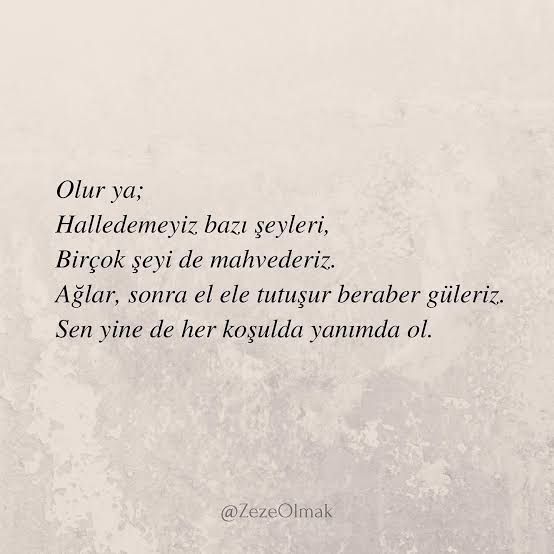 Olur ya;
Halledemeyiz bazı şeyleri,
Birçok şeyi de mahvederiz.
Ağlar, sonra el ele tutuşur beraber güleriz.
Sen yine de her koşulda yanımda ol.
@ZezeOlmak